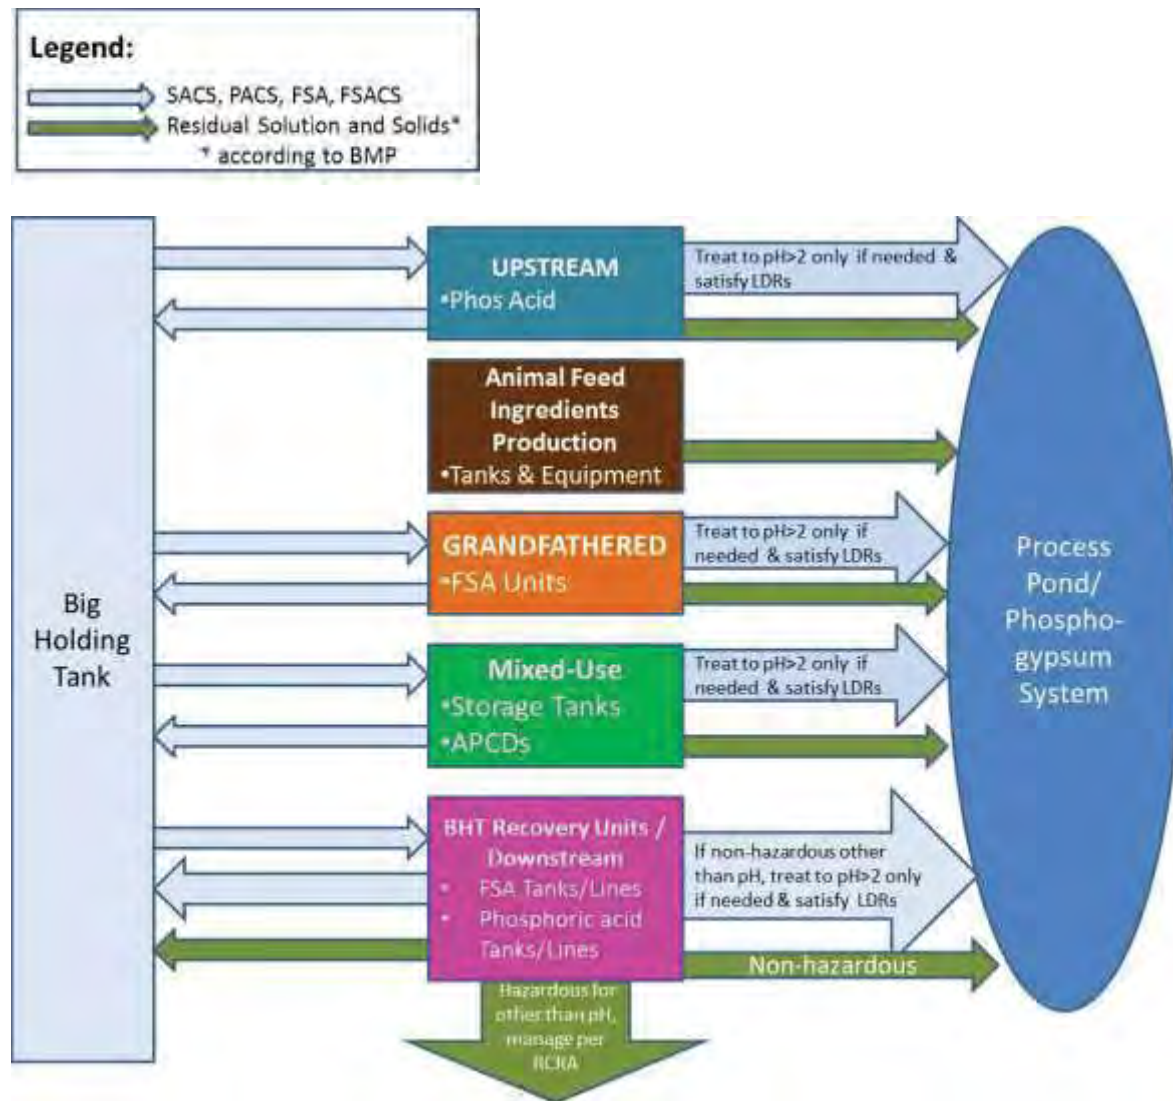 Legend:
SACS, PACS, FSA, FSACS
Residual Solution and Solids*
* according to BMP
Big
Holding
Tank
UPSTREAM
•Phos Acid
Treat to pH>2 only if needed &
satisfy LDRs
Animal Feed
Ingredients
Production
•Tanks & Equipment
GRANDFATHERED
•FSA Units
Treat to pH>2 only if
needed & satisfy LDRs
Mixed-Use
•Storage Tanks
•APCDs
Treat to pH>2 only if
needed & satisfy LDRs
BHT Recovery Units /
Downstream
• FSA Tanks/Lines
• Phosphoric acid
Tanks/Lines
If non-hazardous other
than pH, treat to pH>2 only
if needed & satisfy LDRs
Non-hazardous
Hazardous for
other than pH,
manage per
RCRA
Process
Pond/
Phospho-
gypsum
System